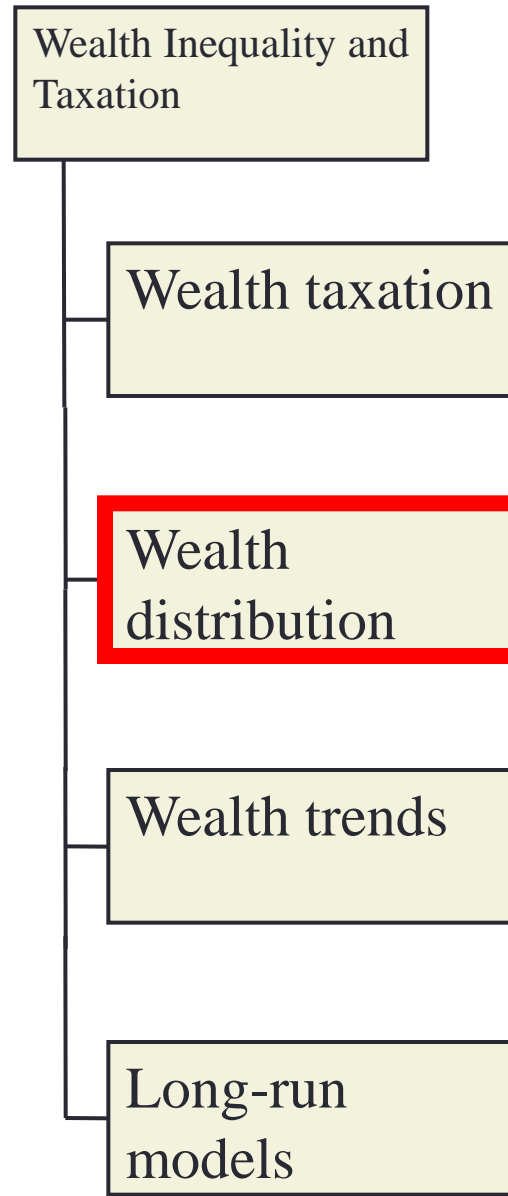 Wealth Inequality and
Taxation
Wealth taxation
Wealth
distribution
Wealth trends
Long-run
models